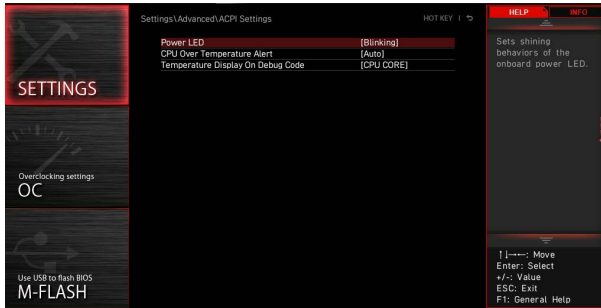 Settings\Advanced\ACPI Settings
HOT KEY | ⮌
Power LED [Blinking]
CPU Over Temperature Alert [Auto]
Temperature Display On Debug Code [CPU CORE]
SETTINGS
Overclocking settings
OC
Use USB to flash BIOS
M-FLASH
HELP INFO
Sets shining
behaviors of the
onboard power LED.
↑↓→←: Move
Enter: Select
+/-: Value
ESC: Exit
F1: General Help